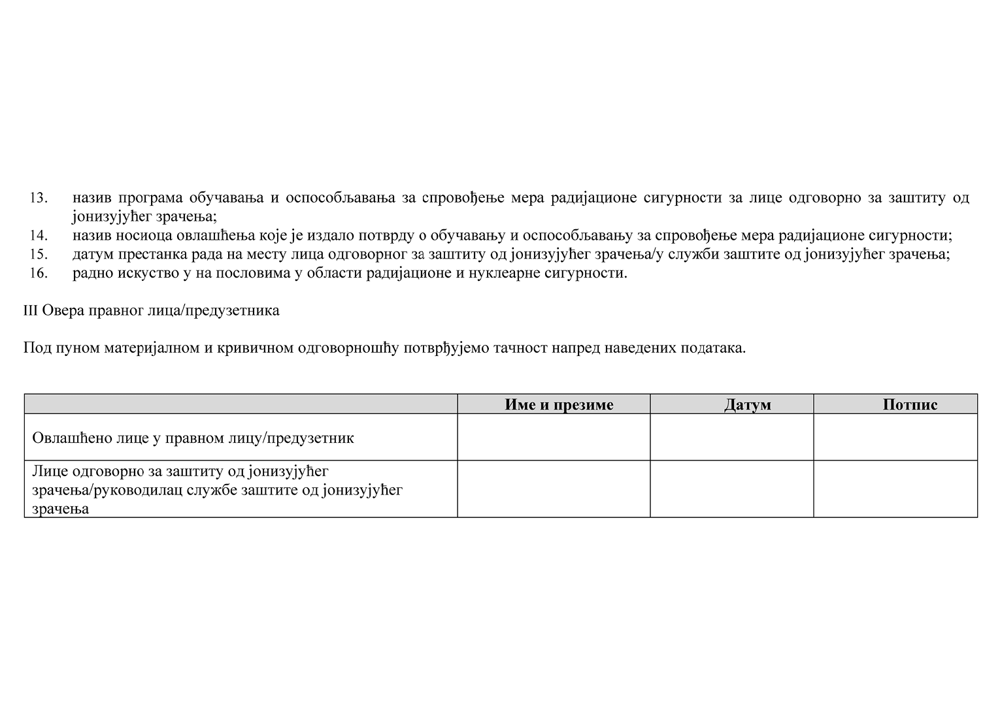 13. назив програма обучавања и оспособљавања за спровођење мера радијационе сигурности за лице одговорно за заштиту од
јонизујућег зрачења;
14. назив носиоца овлашћења које је издало потврду о обучавању и оспособљавању за спровођење мера радијационе сигурности;
15. датум престанка рада на месту лица одговорног за заштиту од јонизујућег зрачења/у служби заштите од јонизујућег зрачења;
16. радно искуство у на пословима у области радијационе и нуклеарне сигурности.
III Овера правног лица/предузетника
Под пуном материјалном и кривичном одговорношћу потврђујемо тачност напред наведених података.
Име и презиме Датум Потпис
Овлашћено лице у правном лицу/предузетник
Лице одговорно за заштиту од јонизујућег
зрачења/руководилац службе заштите од јонизујућег
зрачења